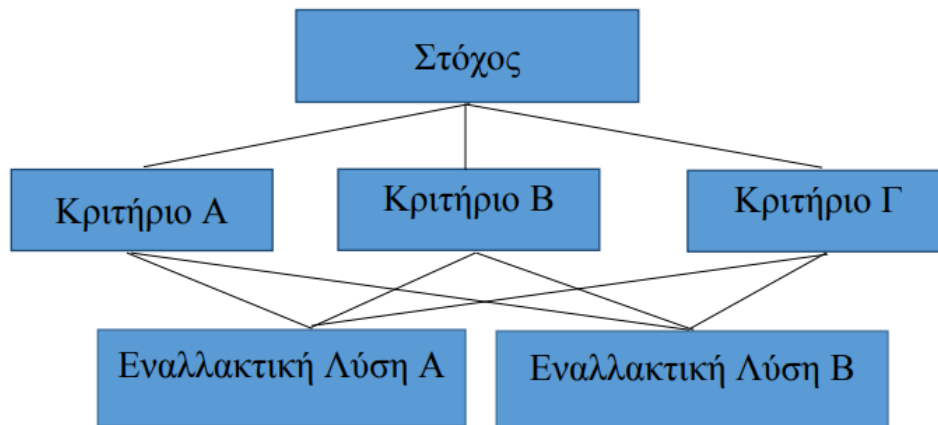 Στόχος
Κριτήριο Α
Κριτήριο Β
Κριτήριο Γ
Εναλλακτική Λύση Α
Εναλλακτική Λύση Β